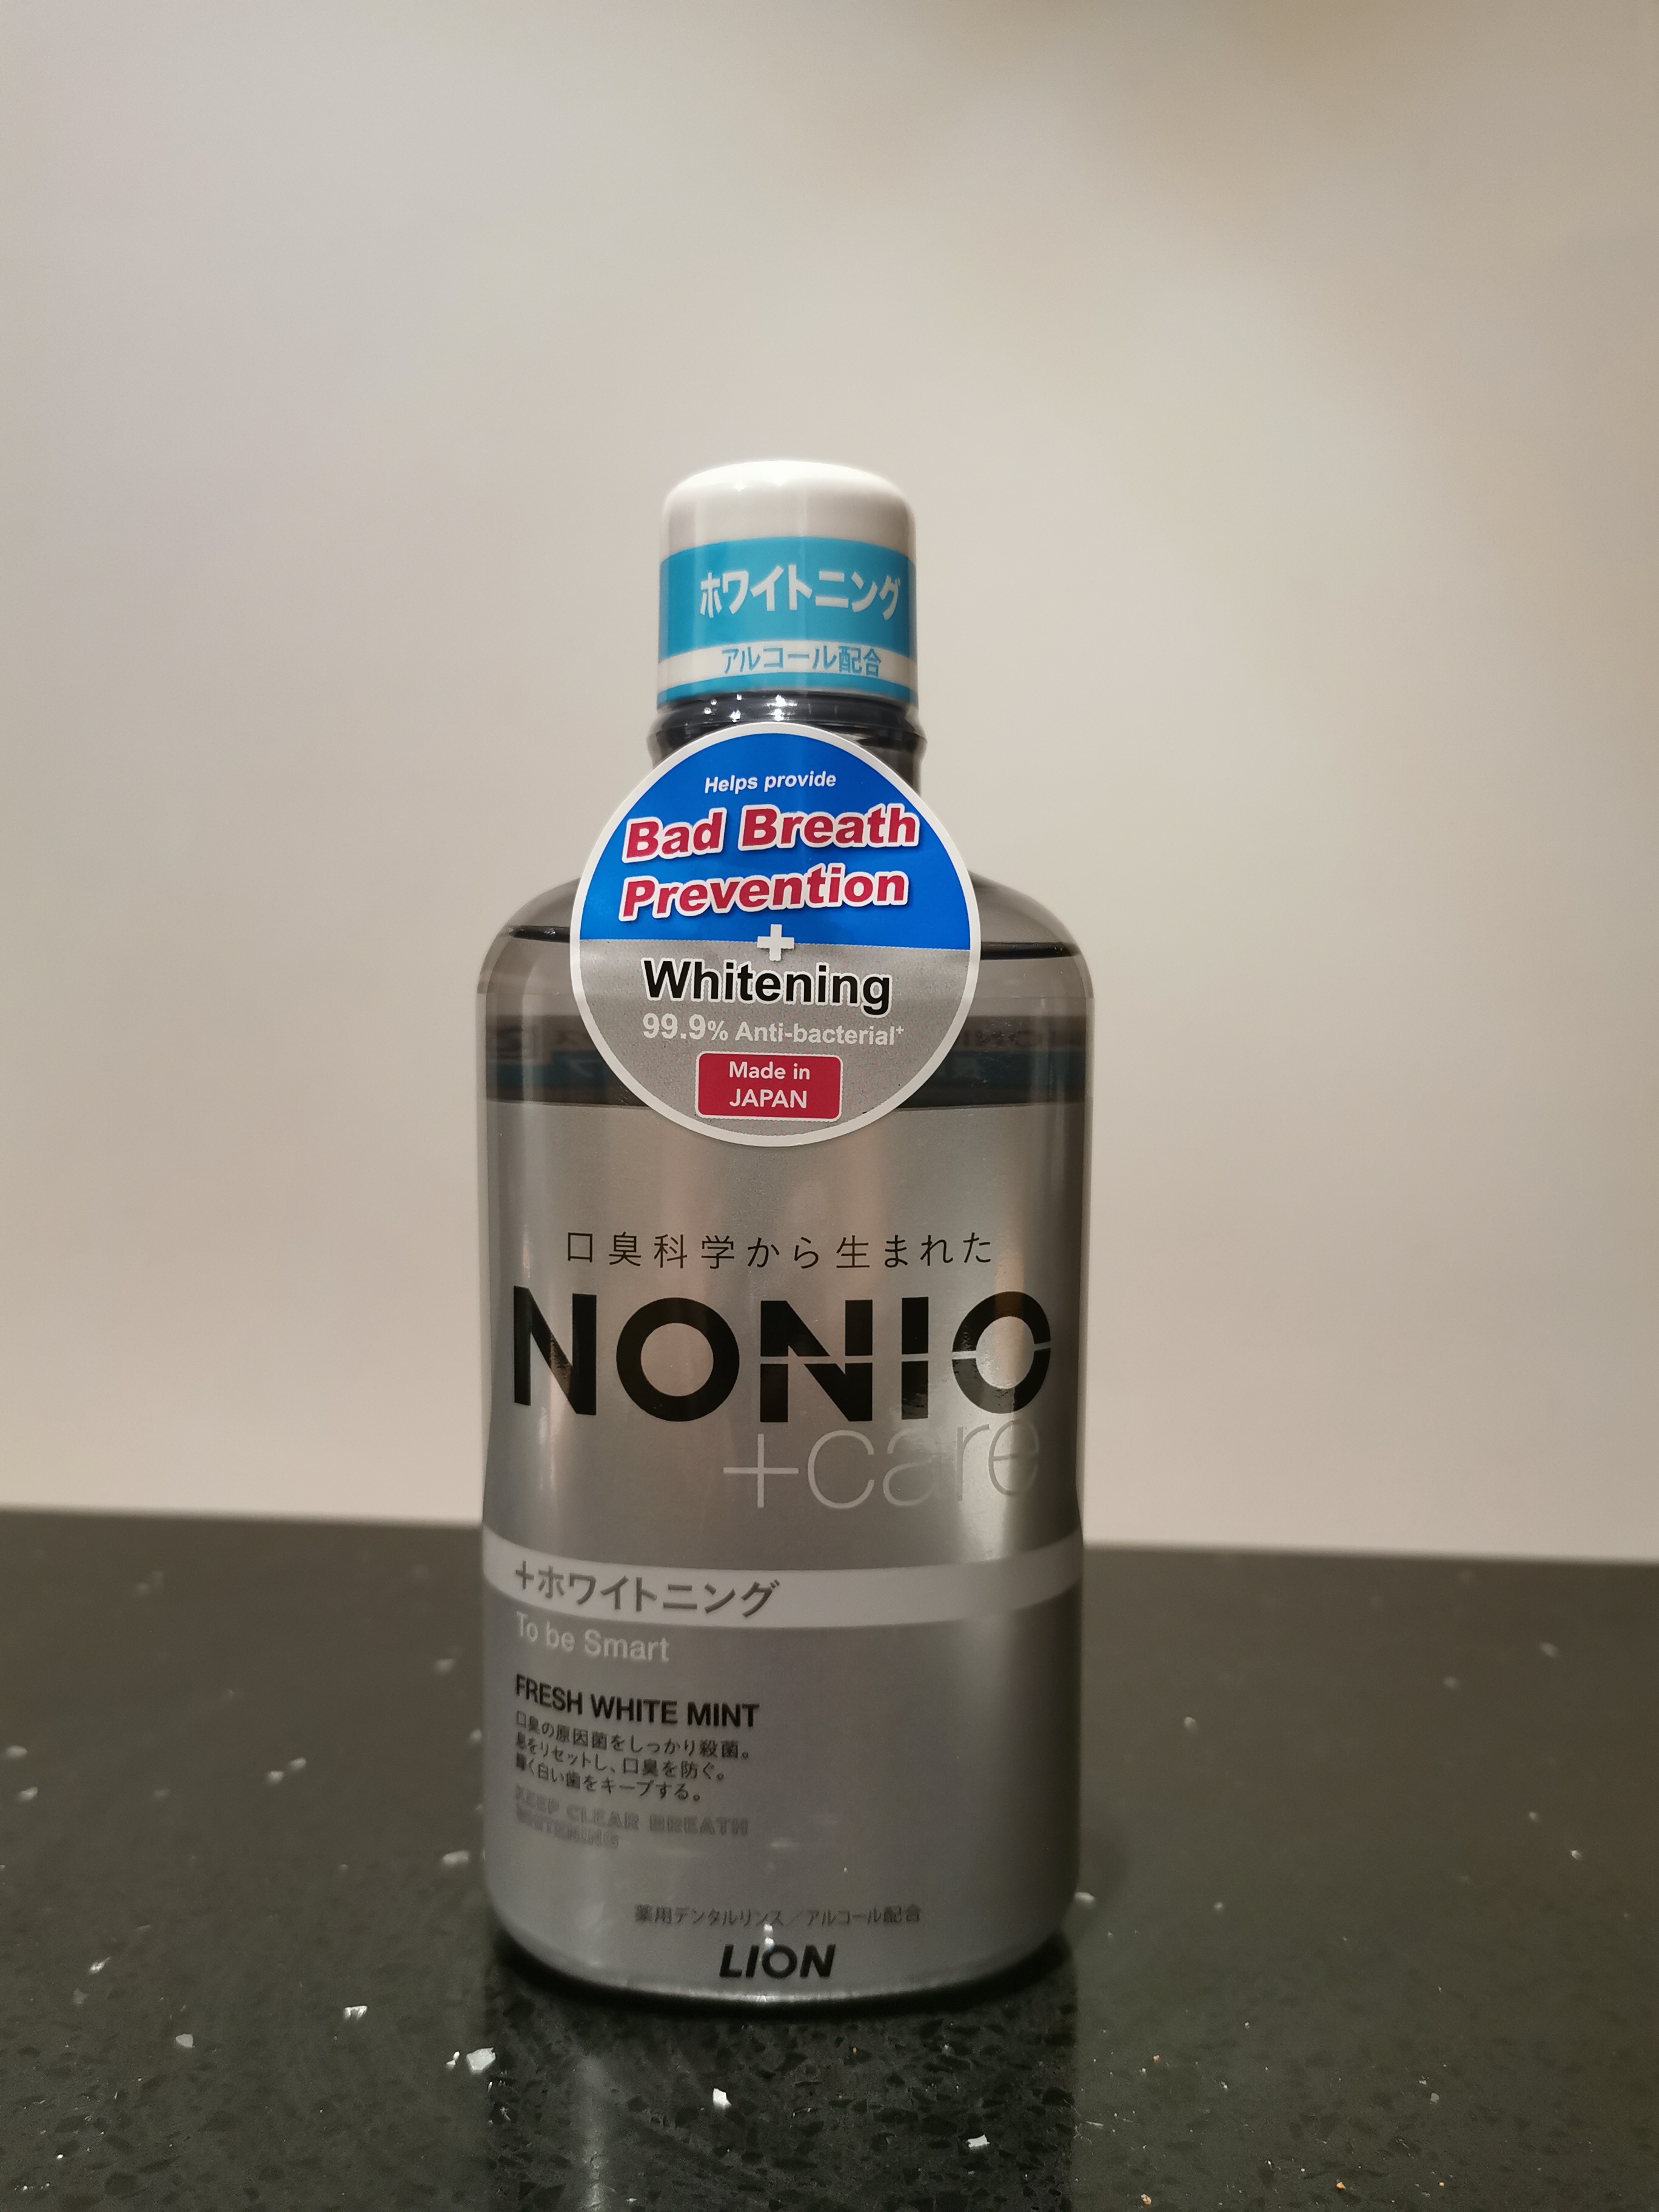 ホワイトニング
アルコール配合
Helps provide
Bad Breath
Prevention
+
Whitening
99.9% Anti-bacterial+
Made in
JAPAN
口臭科学から生まれた
NONIO
+care
+ホワイトニング
To be Smart
FRESH WHITE MINT
口臭の原因菌をしっかり殺菌。
息をリセットし、口臭を防ぐ。
輝く白い歯をキープする。
KEEP CLEAR BREATH
WHITENING
薬用デンタルリンス／アルコール配合
LION